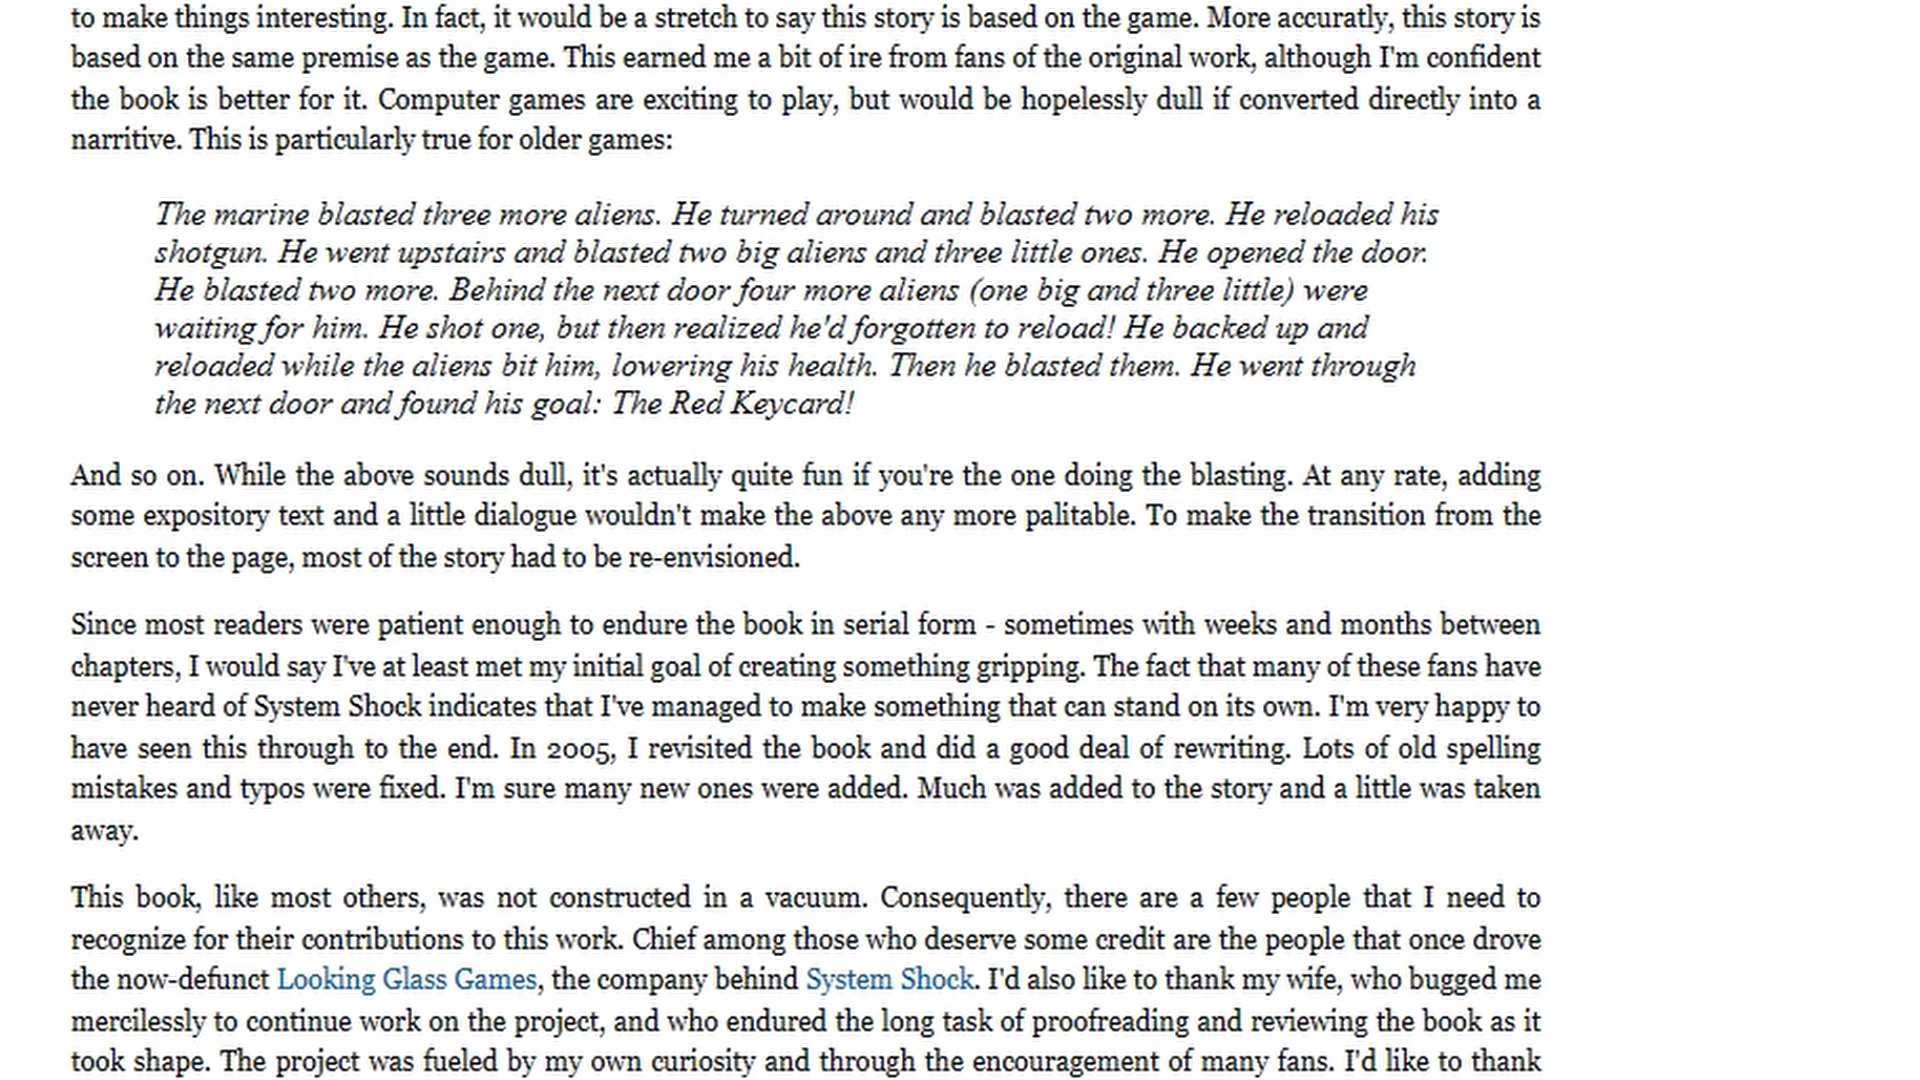 to make things interesting. In fact, it would be a stretch to say this story is based on the game. More accuratly, this story is
based on the same premise as the game. This earned me a bit of ire from fans of the original work, although I'm confident
the book is better for it. Computer games are exciting to play, but would be hopelessly dull if converted directly into a
narritive. This is particularly true for older games:
The marine blasted three more aliens. He turned around and blasted two more. He reloaded his
shotgun. He went upstairs and blasted two big aliens and three little ones. He opened the door.
He blasted two more. Behind the next door four more aliens (one big and three little) were
waiting for him. He shot one, but then realized he'd forgotten to reload! He backed up and
reloaded while the aliens bit him, lowering his health. Then he blasted them. He went through
the next door and found his goal: The Red Keycard!
And so on. While the above sounds dull, it's actually quite fun if you're the one doing the blasting. At any rate, adding
some expository text and a little dialogue wouldn't make the above any more palitable. To make the transition from the
screen to the page, most of the story had to be re-envisioned.
Since most readers were patient enough to endure the book in serial form - sometimes with weeks and months between
chapters, I would say I've at least met my initial goal of creating something gripping. The fact that many of these fans have
never heard of System Shock indicates that I've managed to make something that can stand on its own. I'm very happy to
have seen this through to the end. In 2005, I revisited the book and did a good deal of rewriting. Lots of old spelling
mistakes and typos were fixed. I'm sure many new ones were added. Much was added to the story and a little was taken
away.
This book, like most others, was not constructed in a vacuum. Consequently, there are a few people that I need to
recognize for their contributions to this work. Chief among those who deserve some credit are the people that once drove
the now-defunct Looking Glass Games, the company behind System Shock. I'd also like to thank my wife, who bugged me
mercilessly to continue work on the project, and who endured the long task of proofreading and reviewing the book as it
took shape. The project was fueled by my own curiosity and through the encouragement of many fans. I'd like to thank